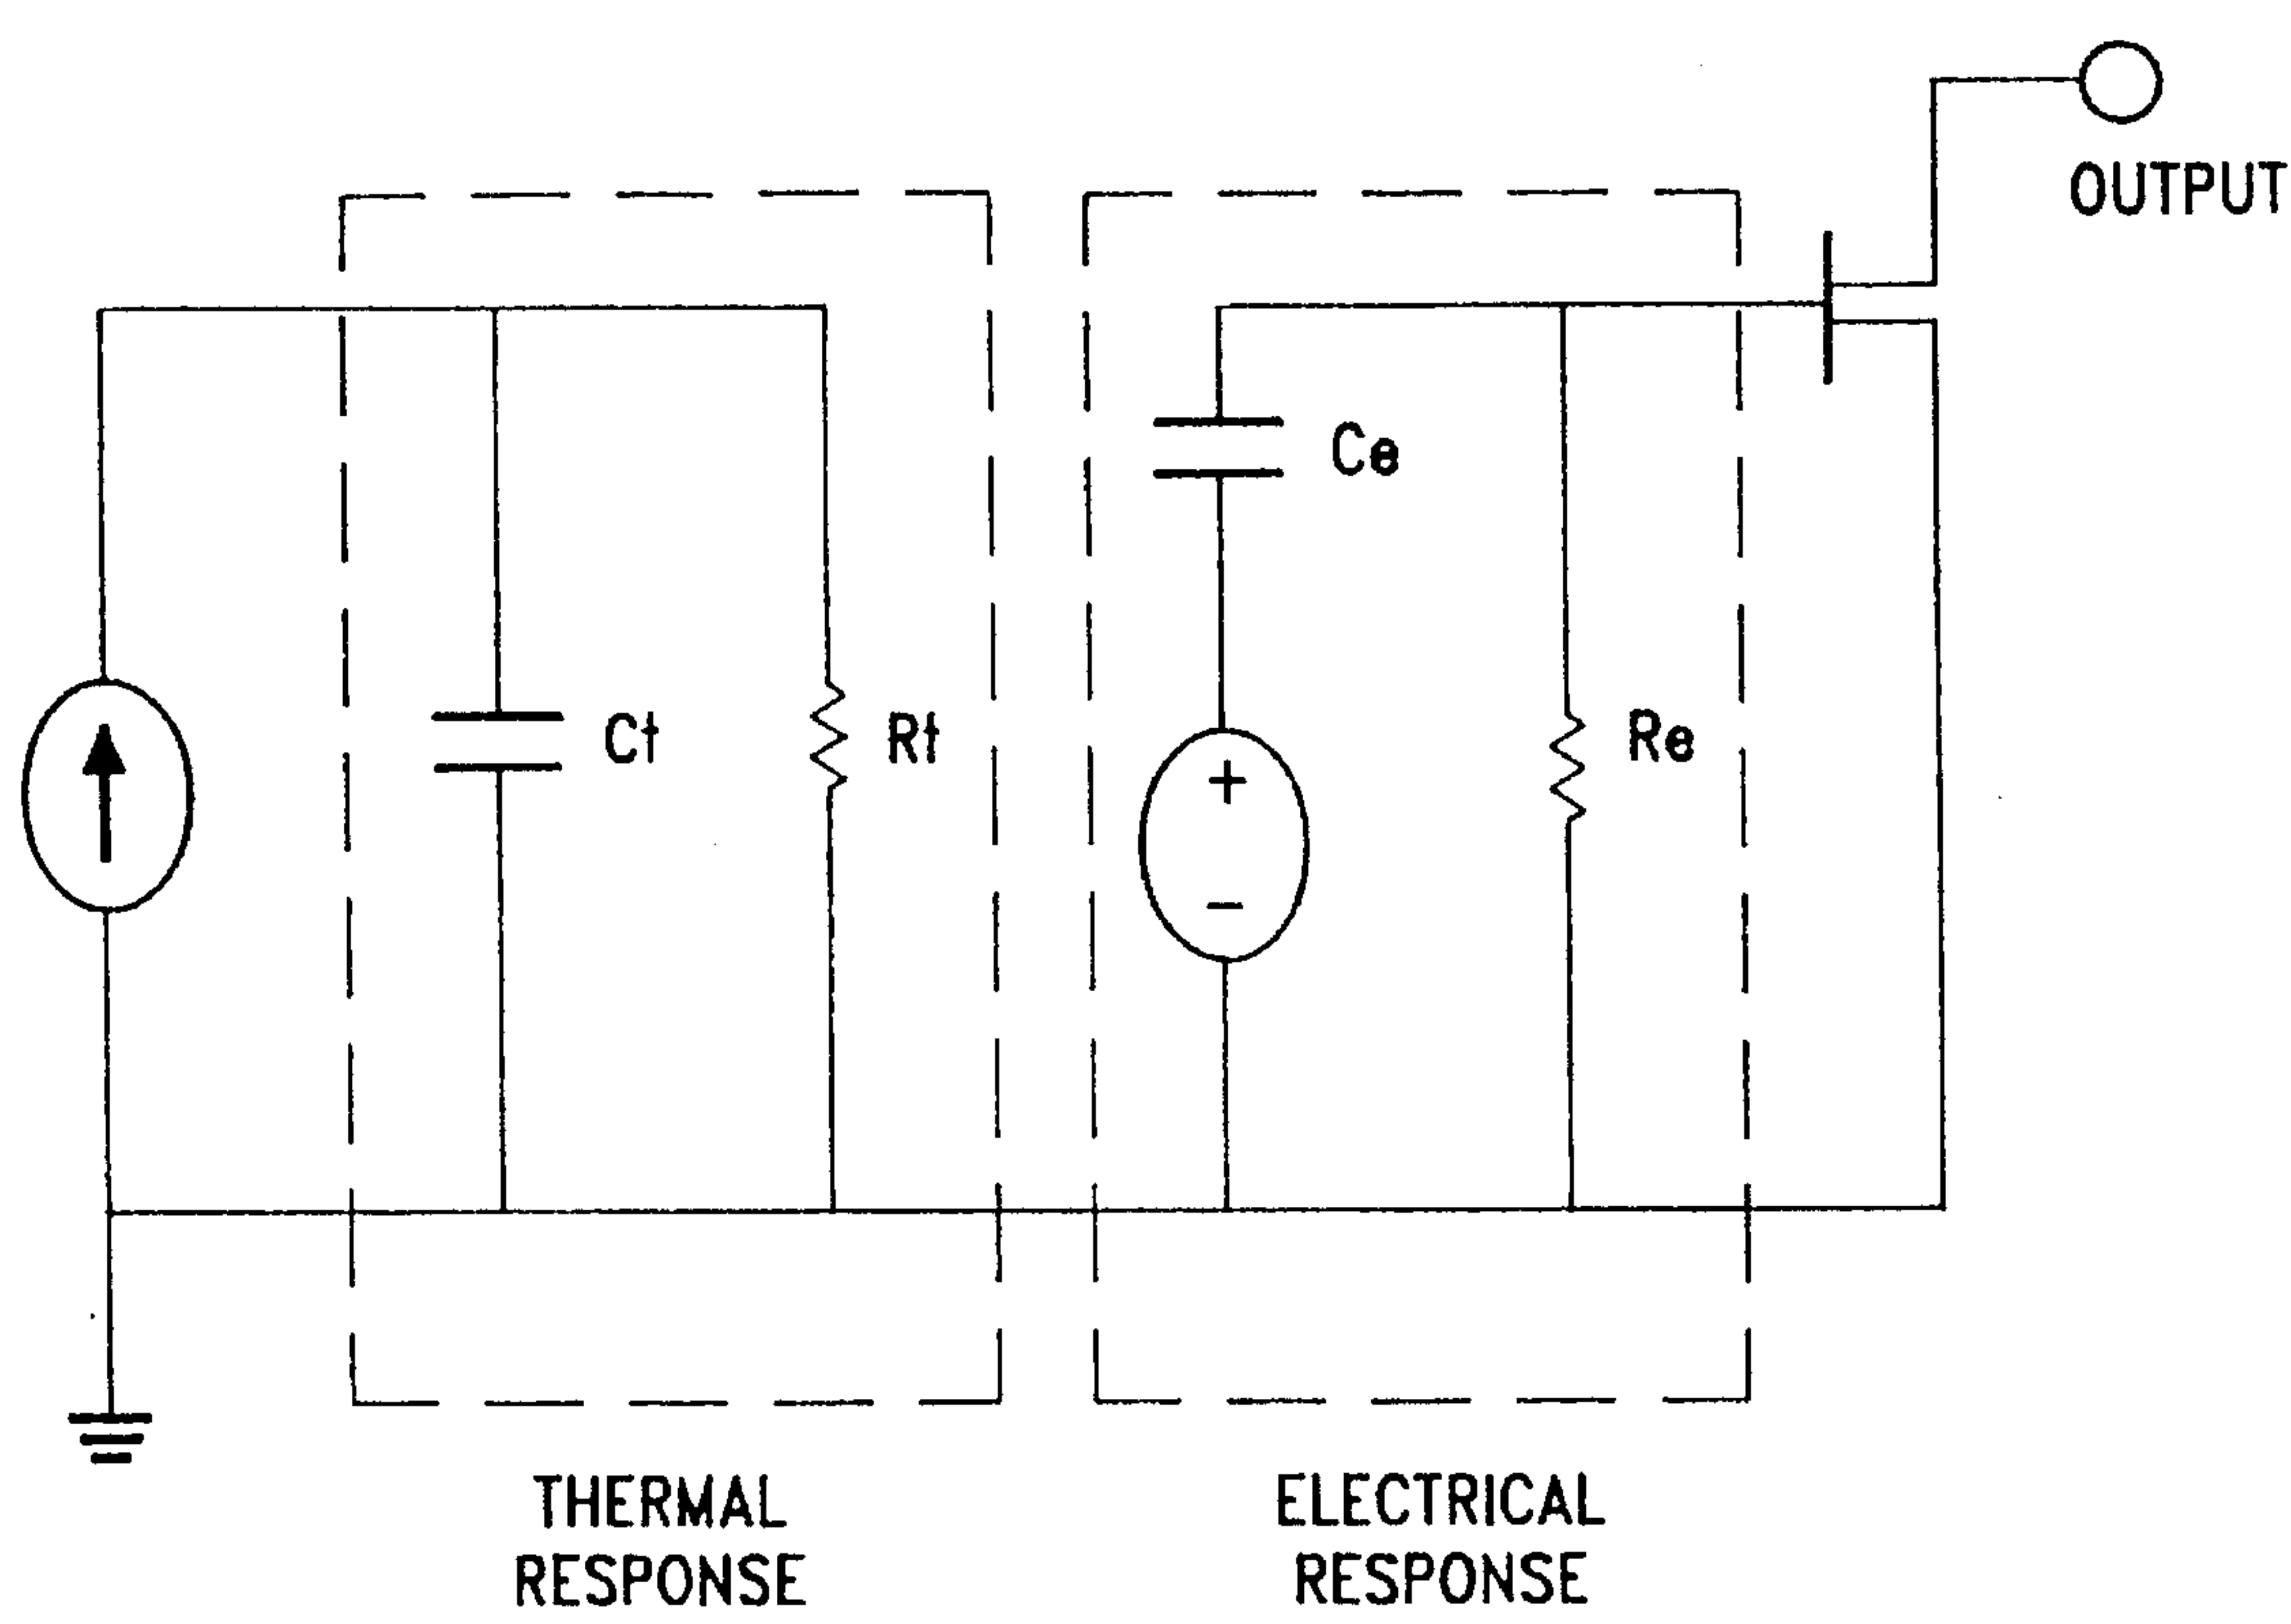 OUTPUT
Ce
Ct
Rt
Re
+
−
THERMAL
RESPONSE
ELECTRICAL
RESPONSE